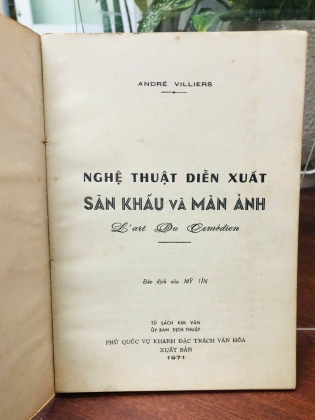 ANDRÉ VILLIERS
NGHỆ THUẬT DIỄN XUẤT
SÂN KHẤU VÀ MÀN ẢNH
L'art Du Comédien
Bản dịch của MỸ TÍN
TỦ SÁCH KIM VĂN
ỦY BAN DỊCH THUẬT
PHỦ QUỐC VỤ KHANH ĐẶC TRÁCH VĂN HÓA
XUẤT BẢN
1971